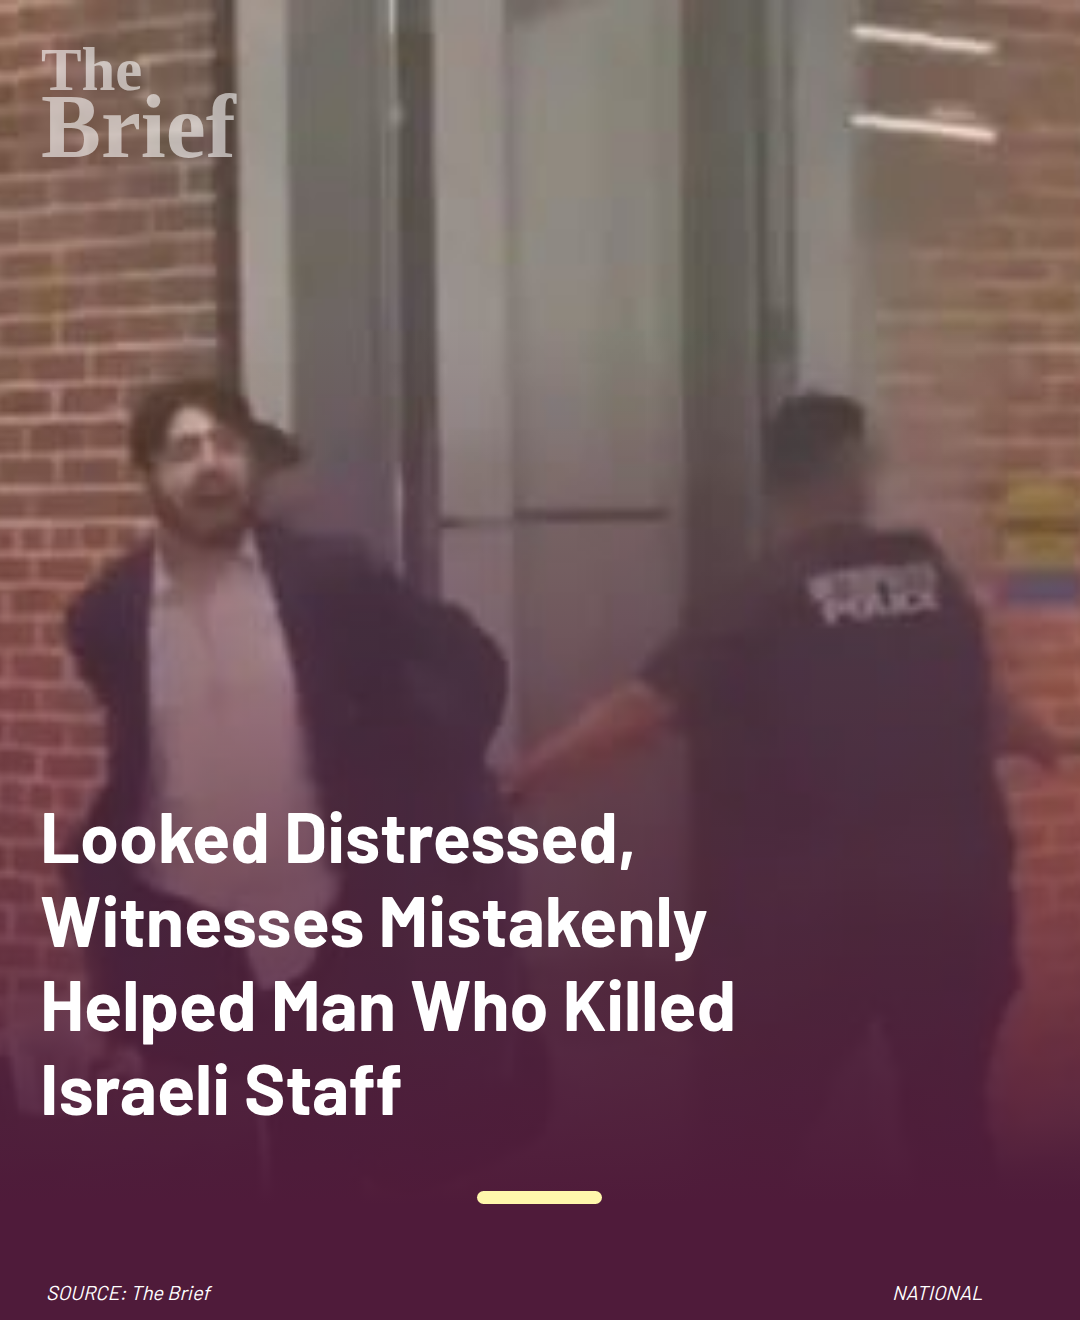 The
Brief
POLICE
Looked Distressed,
Witnesses Mistakenly
Helped Man Who Killed
Israeli Staff
SOURCE: The Brief
NATIONAL